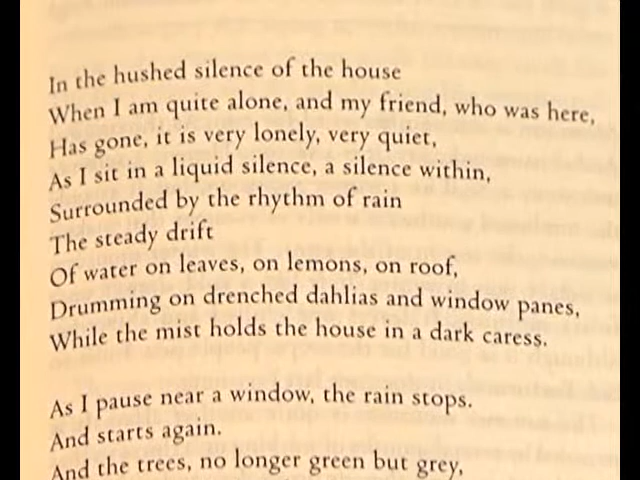 In the hushed silence of the house
When I am quite alone, and my friend, who was here,
Has gone, it is very lonely, very quiet,
As I sit in a liquid silence, a silence within,
Surrounded by the rhythm of rain
The steady drift
Of water on leaves, on lemons, on roof,
Drumming on drenched dahlias and window panes,
While the mist holds the house in a dark caress.
As I pause near a window, the rain stops.
And starts again.
And the trees, no longer green but grey,